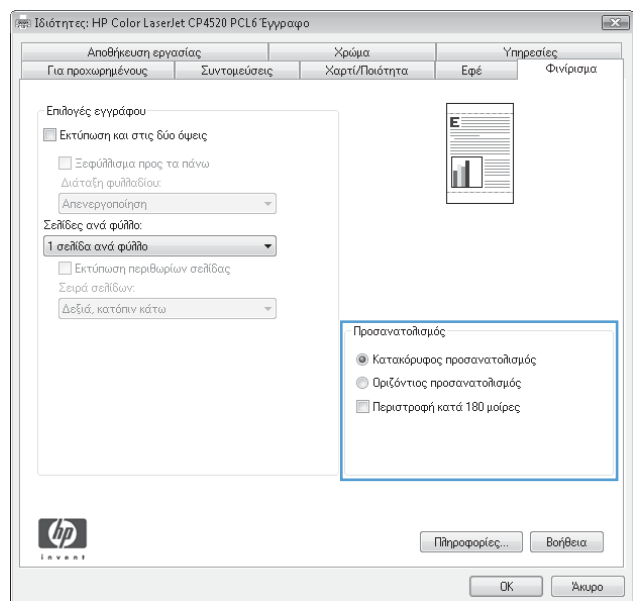 Ιδιότητες: HP Color LaserJet CP4520 PCL6 Έγγραφο
Αποθήκευση εργασίας
Χρώμα
Υπηρεσίες
Για προχωρημένους
Συντομεύσεις
Χαρτί/Ποιότητα
Εφέ
Φινίρισμα
Επιλογές εγγράφου
Εκτύπωση και στις δύο όψεις
Ξεφύλλισμα προς τα πάνω
Διάταξη φυλλαδίου:
Απενεργοποίηση
Σελίδες ανά φύλλο:
1 σελίδα ανά φύλλο
Εκτύπωση περιθωρίων σελίδας
Σειρά σελίδων:
Δεξιά, κατόπιν κάτω
E
Προσανατολισμός
Κατακόρυφος προσανατολισμός
Οριζόντιος προσανατολισμός
Περιστροφή κατά 180 μοίρες
hp
invent
Πληροφορίες...
Βοήθεια
OK
Άκυρο